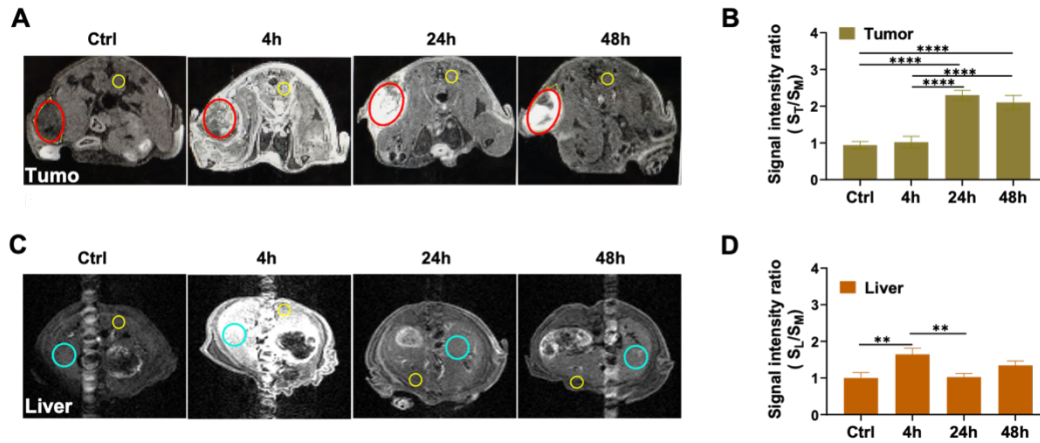 A
Ctrl
4h
24h
48h
Tumo
B
Tumor
Signal intensity ratio
( ST/SM)
4
3
2
1
0
****
****
****
****
Ctrl
4h
24h
48h
C
Ctrl
4h
24h
48h
Liver
D
Liver
Signal intensity ratio
( SL/SM)
4
3
2
1
0
**
**
Ctrl
4h
24h
48h